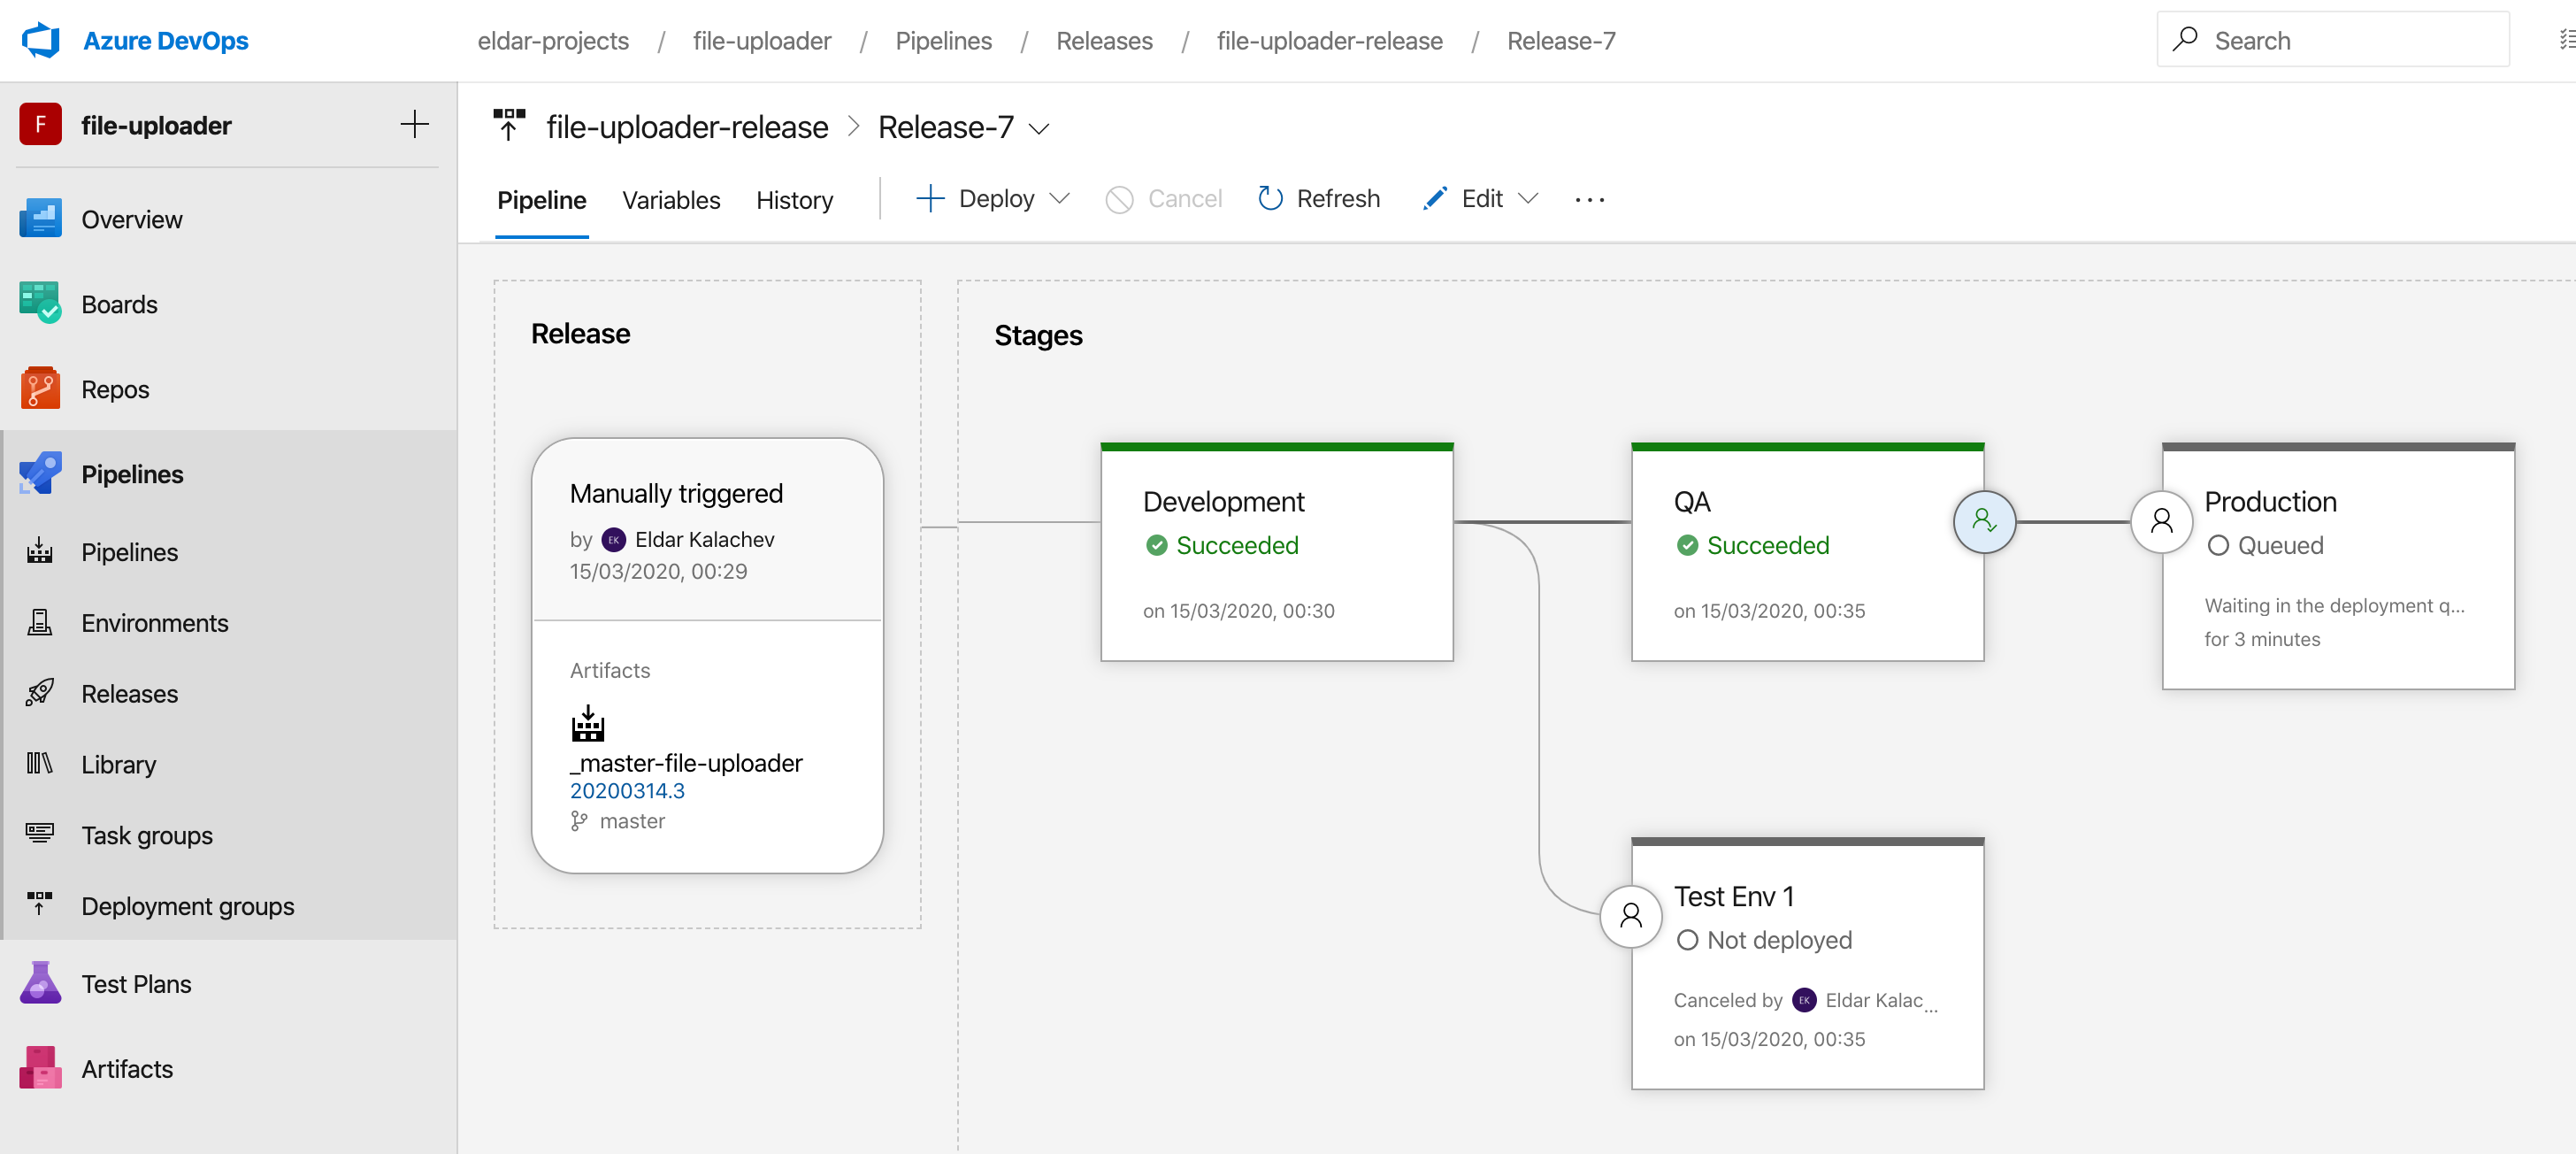 Azure DevOps
eldar-projects / file-uploader / Pipelines / Releases / file-uploader-release / Release-7
Search
F file-uploader
Overview
Boards
Repos
Pipelines
Pipelines
Environments
Releases
Library
Task groups
Deployment groups
Test Plans
Artifacts
file-uploader-release > Release-7
Pipeline Variables History Deploy Cancel Refresh Edit ...
Release
Manually triggered
by EK Eldar Kalachev
15/03/2020, 00:29
Artifacts
_master-file-uploader
20200314.3
master
Stages
Development
Succeeded
on 15/03/2020, 00:30
QA
Succeeded
on 15/03/2020, 00:35
Production
Queued
Waiting in the deployment q...
for 3 minutes
Test Env 1
Not deployed
Canceled by EK Eldar Kalac...
on 15/03/2020, 00:35